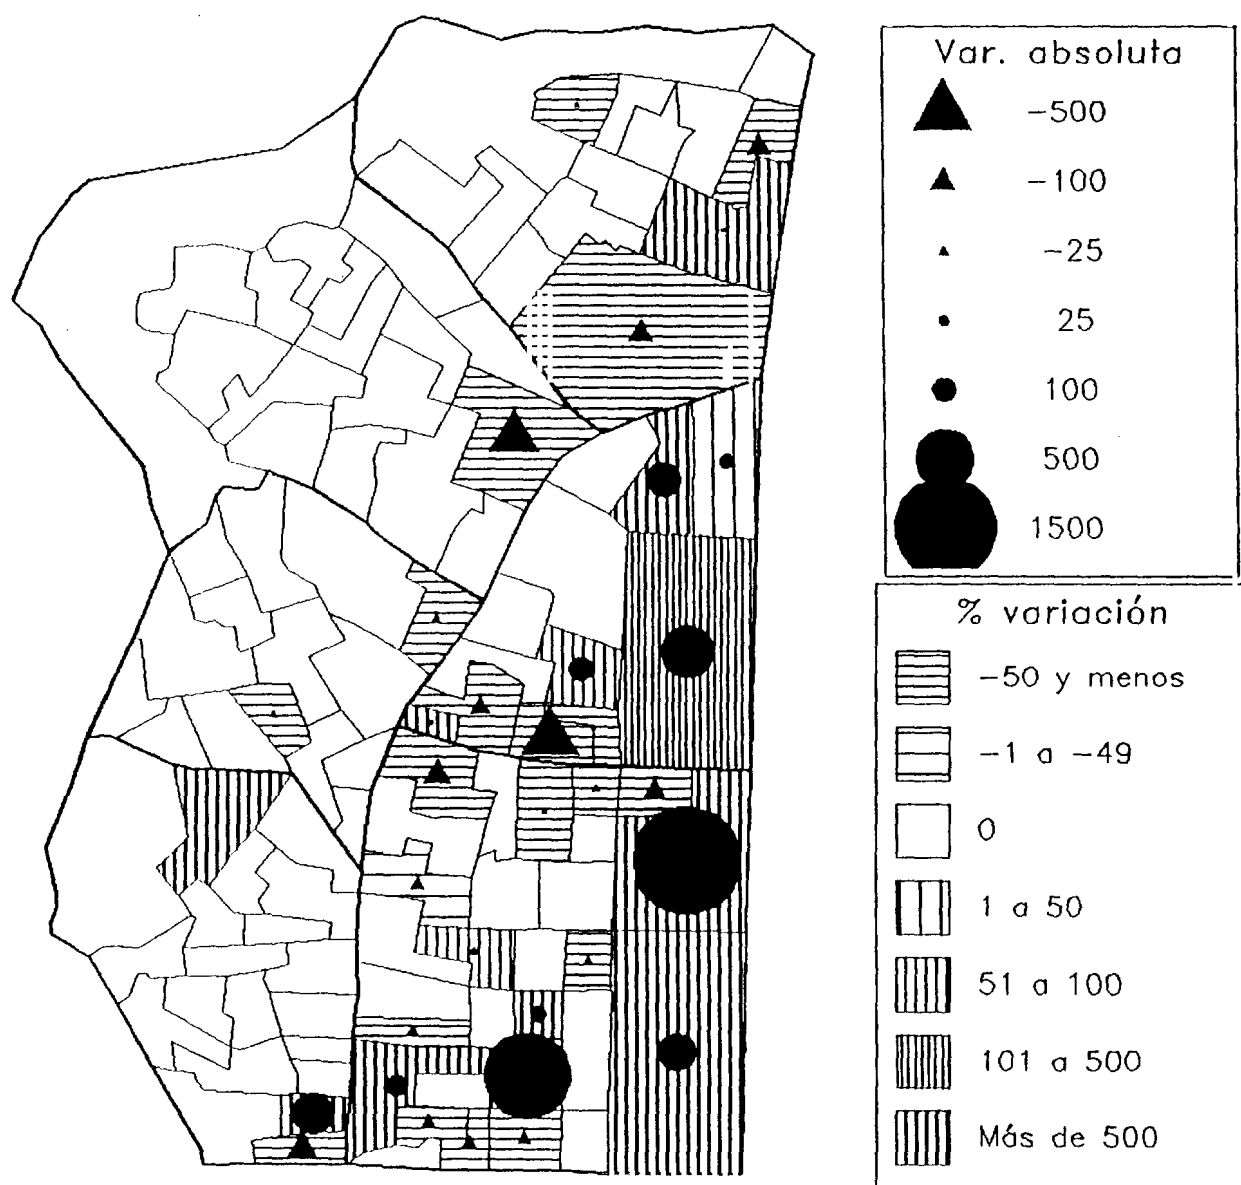 Var. absoluta
-500
-100
-25
25
100
500
1500
% variación
-50 y menos
-1 a -49
0
1 a 50
51 a 100
101 a 500
Más de 500